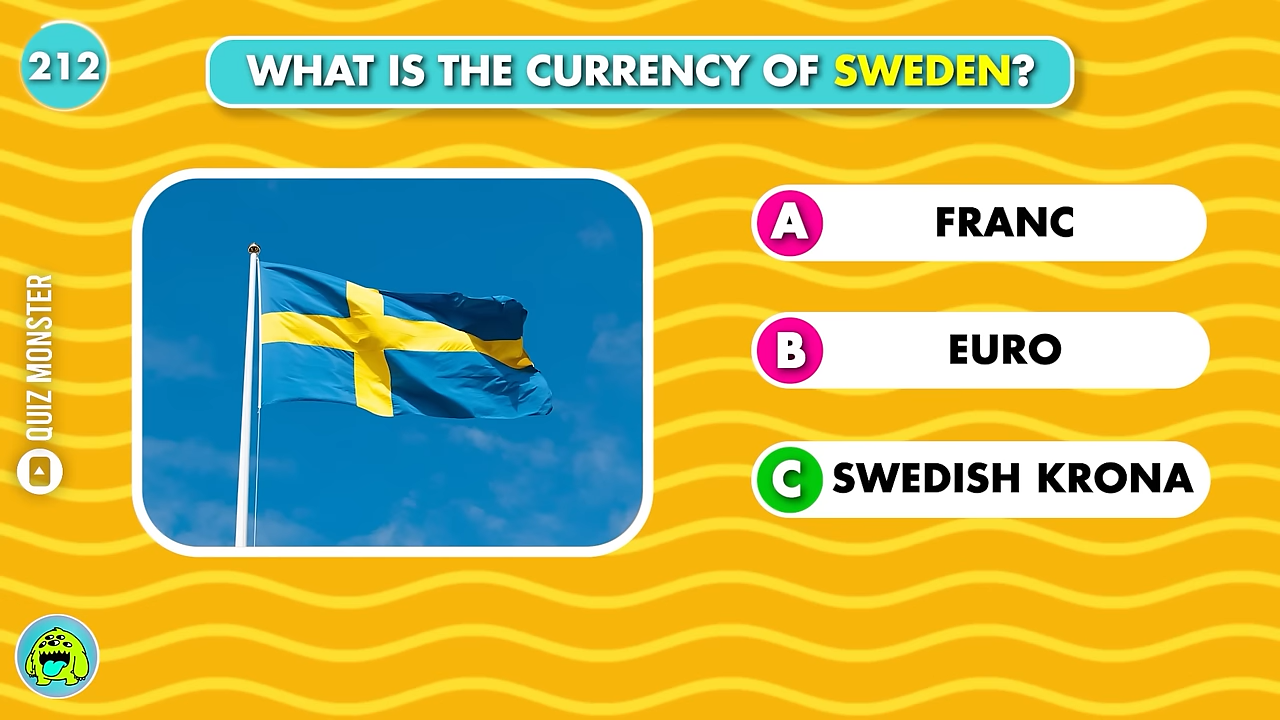 212
WHAT IS THE CURRENCY OF SWEDEN?
A FRANC
B EURO
C SWEDISH KRONA
QUIZ MONSTER